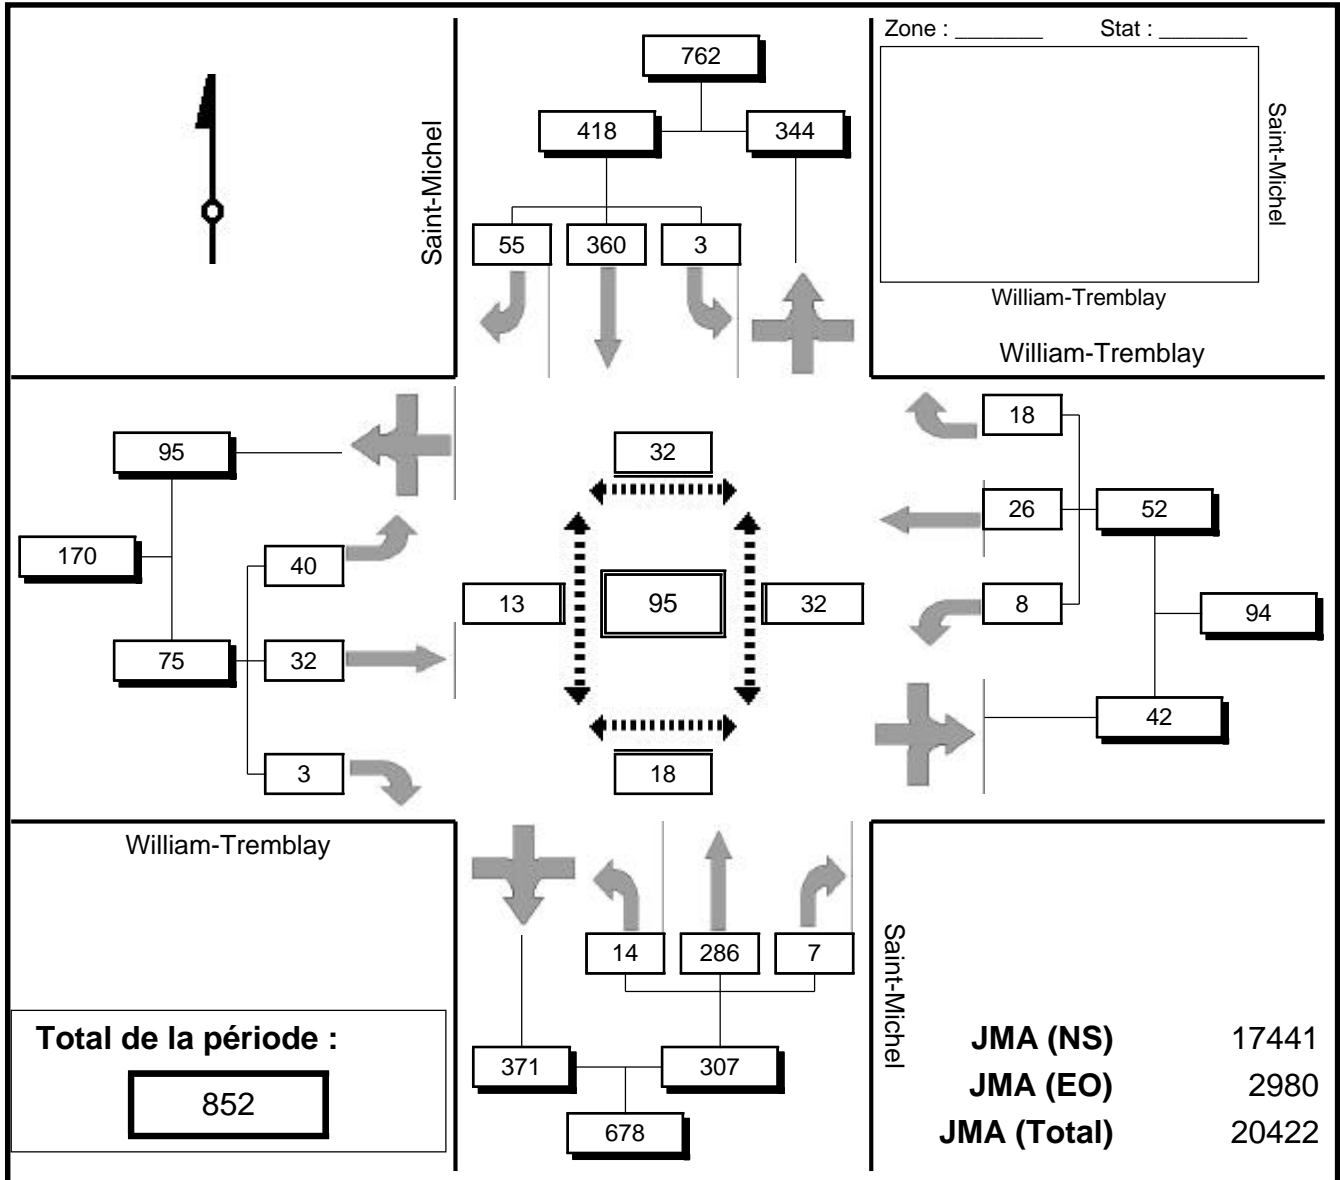 Zone : _______ Stat : _______
762
418
344
Saint-Michel
Saint-Michel
55
360
3
William-Tremblay
William-Tremblay
18
95
32
26
52
170
40
13
95
32
8
94
75
32
42
3
18
William-Tremblay
14
286
7
Saint-Michel
Total de la période :
852
371
307
678
JMA (NS) 17441
JMA (EO) 2980
JMA (Total) 20422